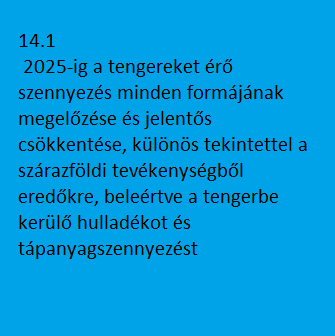 14.1
2025-ig a tengereket érő
szennyezés minden formájának
megelőzése és jelentős
csökkentése, különös tekintettel a
szárazföldi tevékenységből
eredőkre, beleértve a tengerbe
kerülő hulladékot és
tápanyagszennyezést